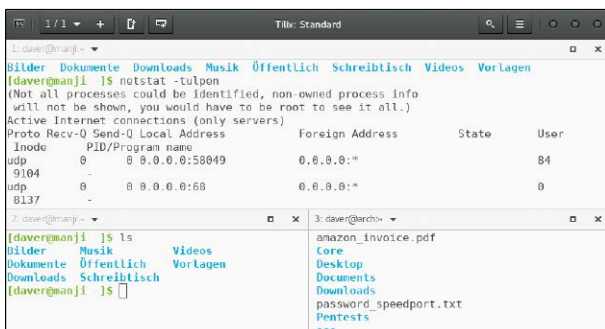 1 / 1
Tilix: Standard
1: daver@manji:~
Bilder Dokumente Downloads Musik Öffentlich Schreibtisch Videos Vorlagen
[daver@manji ~]$ netstat -tulpen
(Not all processes could be identified, non-owned process info
will not be shown, you would have to be root to see it all.)
Active Internet connections (only servers)
Proto Recv-Q Send-Q Local Address Foreign Address State User
Inode PID/Program name
udp 0 0 0.0.0.0:58049 0.0.0.0:* 84
9104 -
udp 0 0 0.0.0.0:68 0.0.0.0:* 0
8137 -
2: daver@manji:~
[daver@manji ~]$ ls
Bilder Musik Videos
Dokumente Öffentlich Vorlagen
Downloads Schreibtisch
[daver@manji ~]$
3: daver@arch:~
amazon_invoice.pdf
Core
Desktop
Documents
Downloads
password_speedport.txt
Pentests